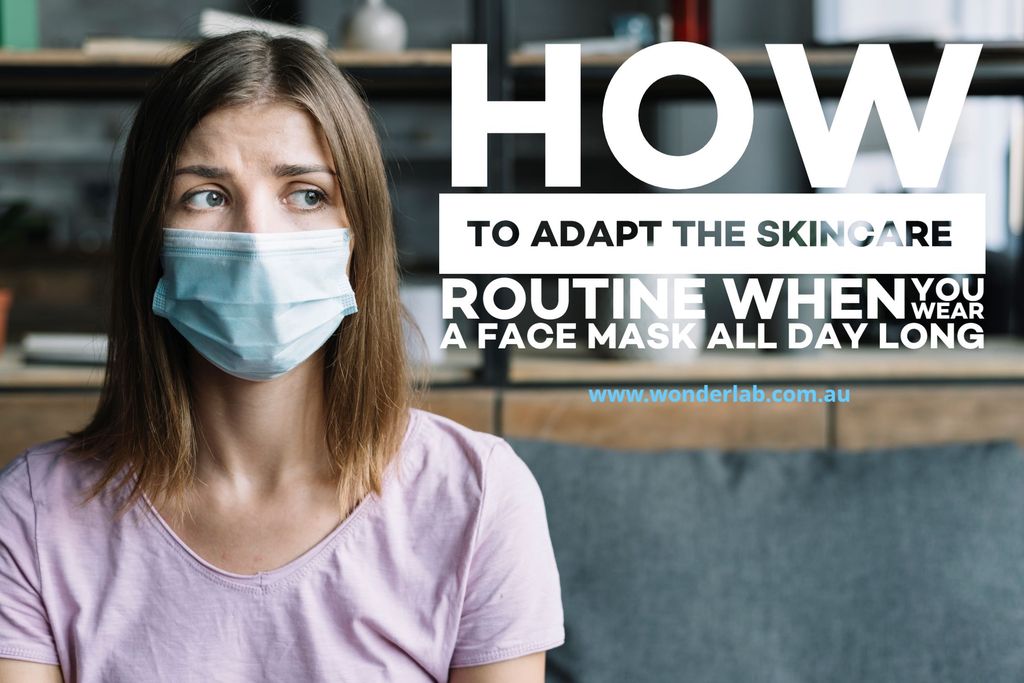 HOW
TO ADAPT THE SKINCARE
ROUTINE WHEN YOU WEAR
A FACE MASK ALL DAY LONG
www.wonderlab.com.au